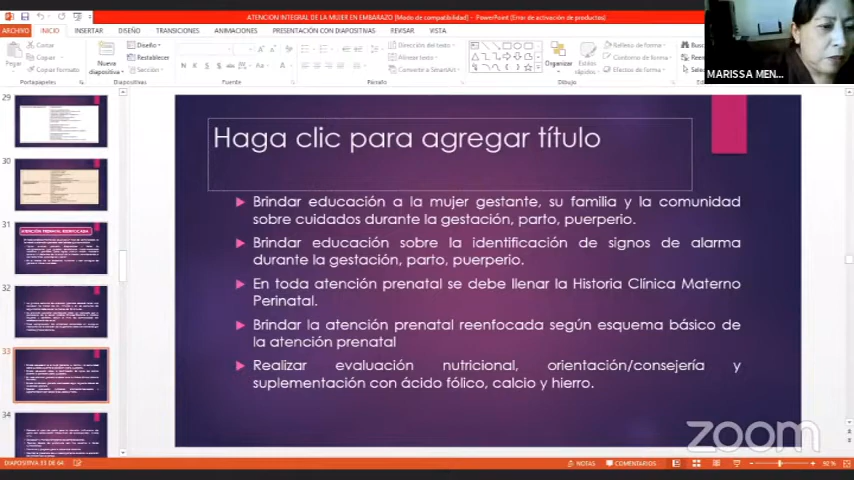 ATENCION INTEGRAL DE LA MUJER EN EMBARAZO [Modo de compatibilidad] - PowerPoint (Error de activación de productos)
ARCHIVO INICIO INSERTAR DISEÑO TRANSICIONES ANIMACIONES PRESENTACIÓN CON DIAPOSITIVAS REVISAR VISTA
Pegar
Cortar
Copiar
Copiar formato
Portapapeles
Nueva diapositiva
Diseño
Restablecer
Sección
Diapositivas
Fuente
Párrafo
Dirección del texto
Alinear texto
Convertir a SmartArt
Organizar
Estilos rápidos
Relleno de forma
Contorno de forma
Efectos de forma
Dibujo
MARISSA MEN...
29
30
31
ATENCIÓN PRENATAL REENFOCADA
32
33
34
Haga clic para agregar título
Brindar educación a la mujer gestante, su familia y la comunidad
sobre cuidados durante la gestación, parto, puerperio.
Brindar educación sobre la identificación de signos de alarma
durante la gestación, parto, puerperio.
En toda atención prenatal se debe llenar la Historia Clínica Materno
Perinatal.
Brindar la atención prenatal reenfocada según esquema básico de
la atención prenatal
Realizar evaluación nutricional, orientación/consejería y
suplementación con ácido fólico, calcio y hierro.
zoom
DIAPOSITIVA 33 DE 64
NOTAS
COMENTARIOS
92 %